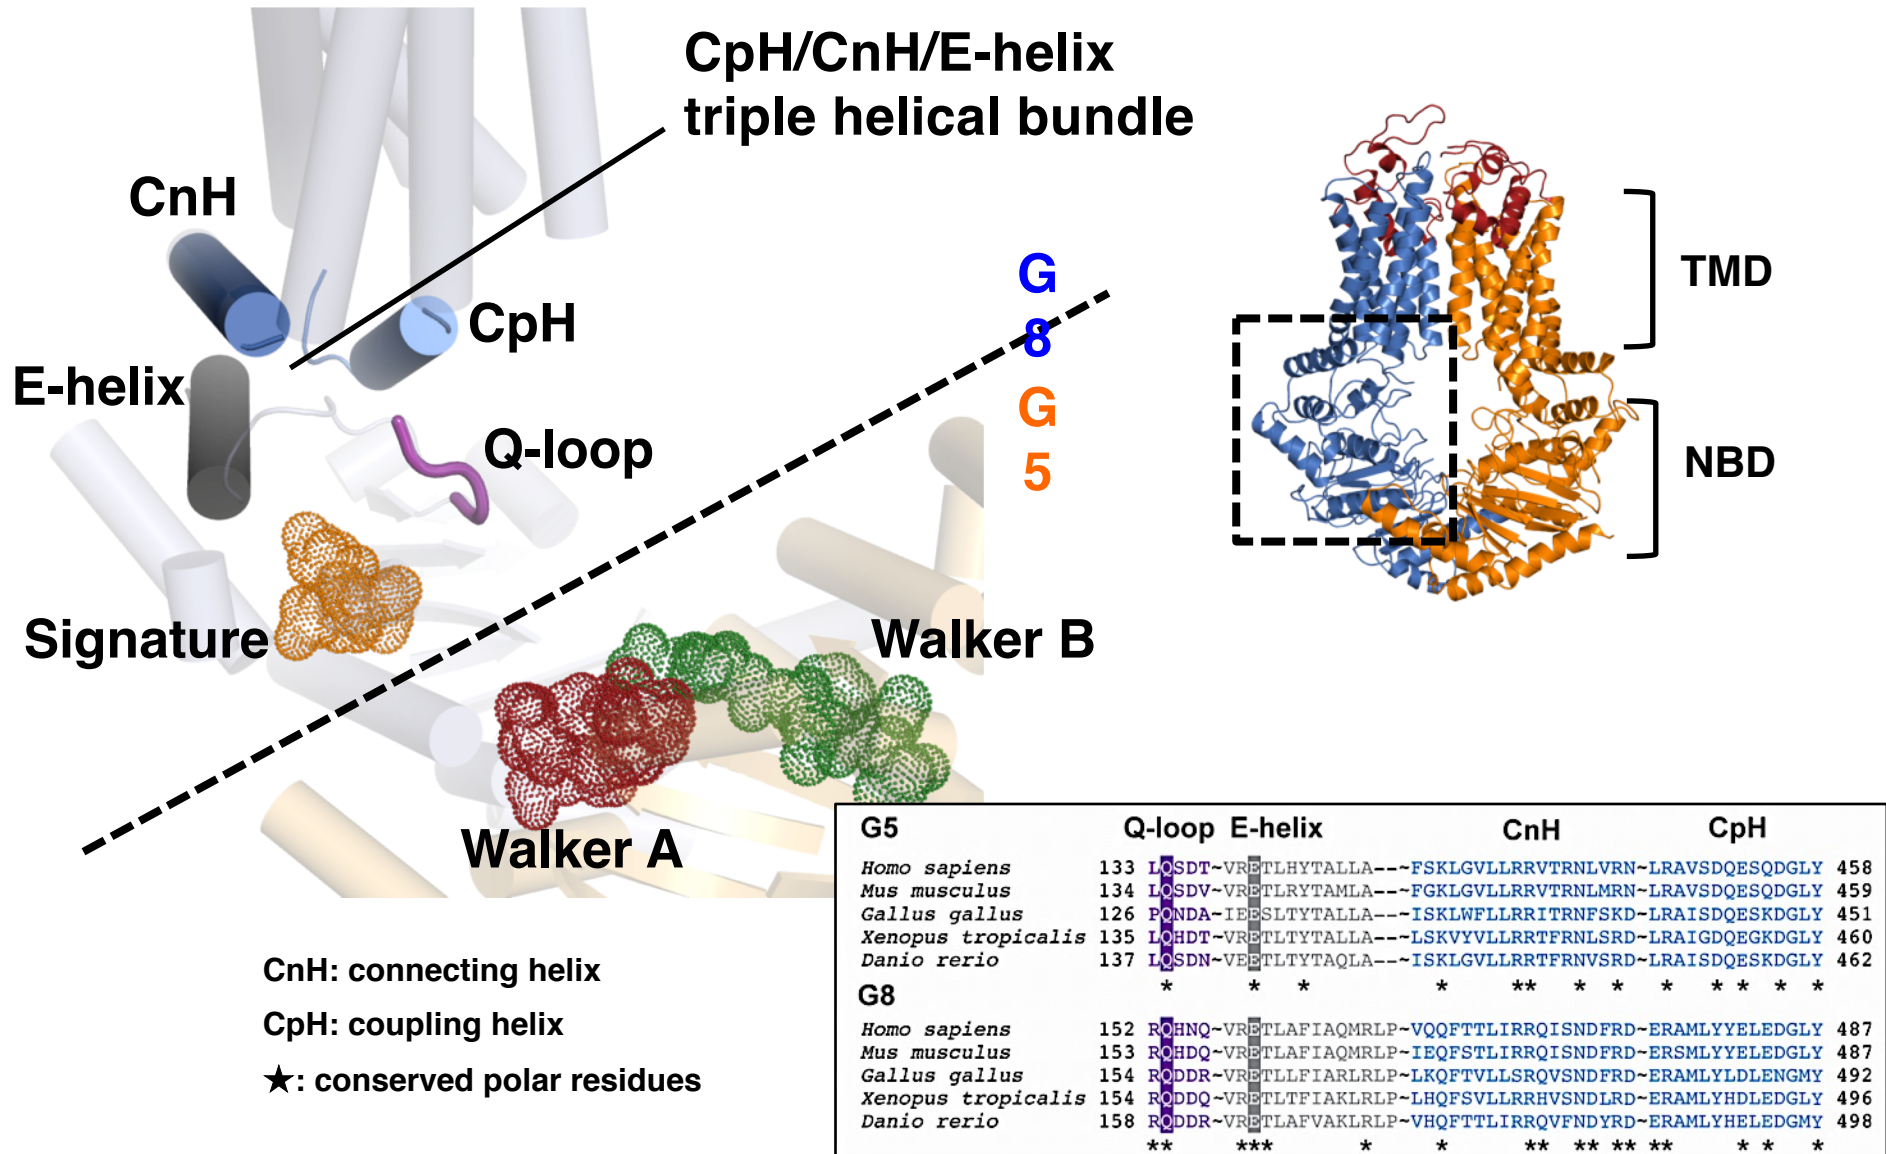 CpH/CnH/E-helix
triple helical bundle
CnH
CpH
E-helix
Q-loop
G
8
G
5
TMD
NBD
Signature
Walker B
Walker A
CnH: connecting helix
CpH: coupling helix
★: conserved polar residues
G5 Q-loop E-helix CnH CpH
Homo sapiens 133 LQSDT~VRETLHYTALLA--~FSKLGVLLRRVTRNLVRN~LRAVSDQESQDGLY 458
Mus musculus 134 LQSDV~VRETLRYTAMLA--~FGKLGVLLRRVTRNLMRN~LRAVSDQESQDGLY 459
Gallus gallus 126 PQNDA~IEESLTYTALLA--~ISKLWFLLRRITRNFSKD~LRAISDQESKDGLY 451
Xenopus tropicalis 135 LQHDT~VRETLTYTALLA--~LSKVYVLLRRTFRNLSRD~LRAIGDQEGKDGLY 460
Danio rerio 137 LQSDN~VEETLTYTAQLA--~ISKLGVLLRRTFRNVSRD~LRAISDQESKDGLY 462
* * * * ** * * * * * * *
G8
Homo sapiens 152 RQHNQ~VRETLAFIAQMRLP~VQQFTTLIRRQISNDFRD~ERAMLYYELEDGLY 487
Mus musculus 153 RQHDQ~VRETLAFIAQMRLP~IEQFSTLIRRQISNDFRD~ERSMLYYELEDGLY 487
Gallus gallus 154 RQDDR~VRETLLFIARLRLP~LKQFTVLLSRQVSNDFRD~ERAMLYLDLENGMY 492
Xenopus tropicalis 154 RQDDQ~VRETLTFIAKLRLP~LHQFSVLLRRHVSNDLRD~ERAMLYHDLEDGLY 496
Danio rerio 158 RQDDR~VRETLAFVAKLRLP~VHQFTTLIRRQVFNDYRD~ERAMLYHELEDGMY 498
** *** * * ** ** ** ** * * *